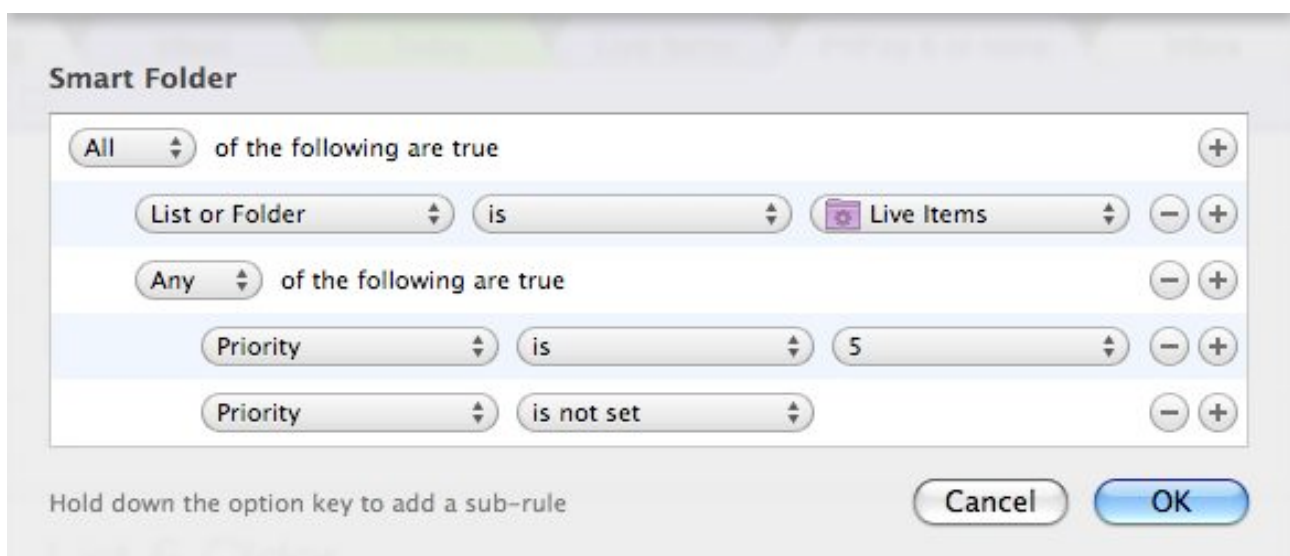 Smart Folder
All of the following are true
List or Folder is Live Items
Any of the following are true
Priority is 5
Priority is not set
Hold down the option key to add a sub-rule
Cancel OK